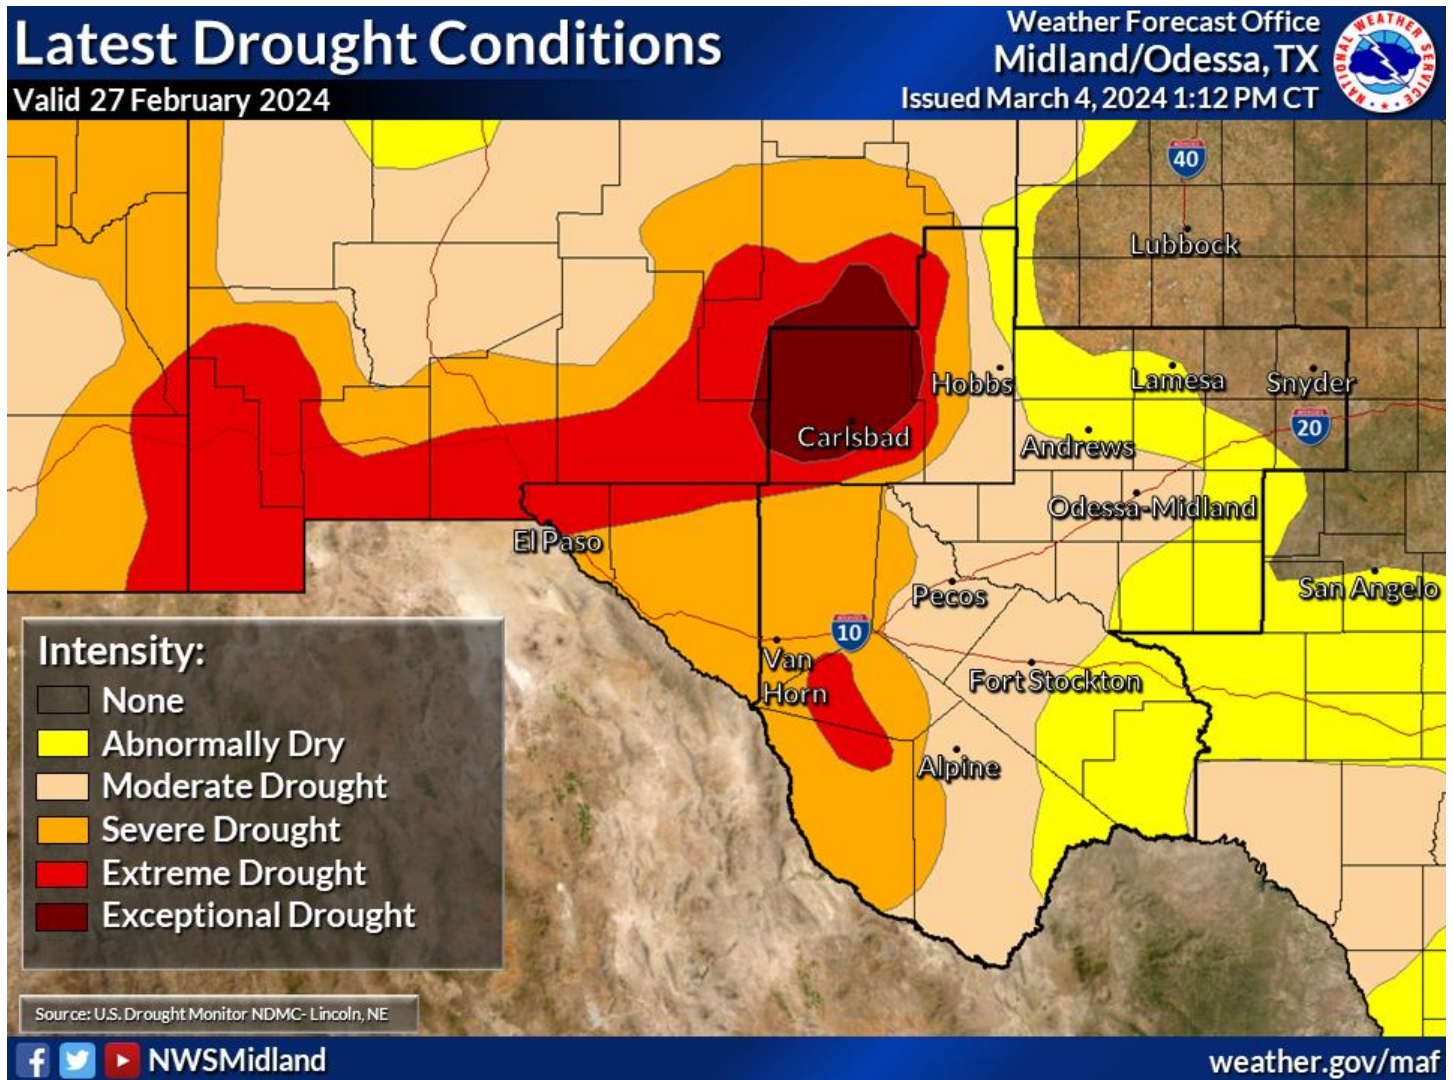 Latest Drought Conditions
Valid 27 February 2024
Weather Forecast Office
Midland/Odessa, TX
Issued March 4, 2024 1:12 PM CT
NATIONAL WEATHER SERVICE
40
Lubbock
Hobbs
Lamesa
Snyder
20
Carlsbad
Andrews
Odessa-Midland
El Paso
Pecos
San Angelo
10
Van
Horn
Fort Stockton
Alpine
Intensity:
None
Abnormally Dry
Moderate Drought
Severe Drought
Extreme Drought
Exceptional Drought
Source: U.S. Drought Monitor NDMC- Lincoln, NE
NWSMidland
weather.gov/maf